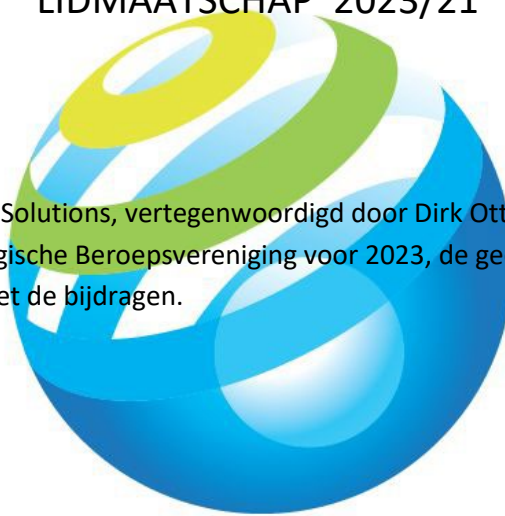 LIDMAATSCHAP 2023/21
Solutions, vertegenwoordigd door Dirk Ott
gische Beroepsvereniging voor 2023, de ge
et de bijdragen.